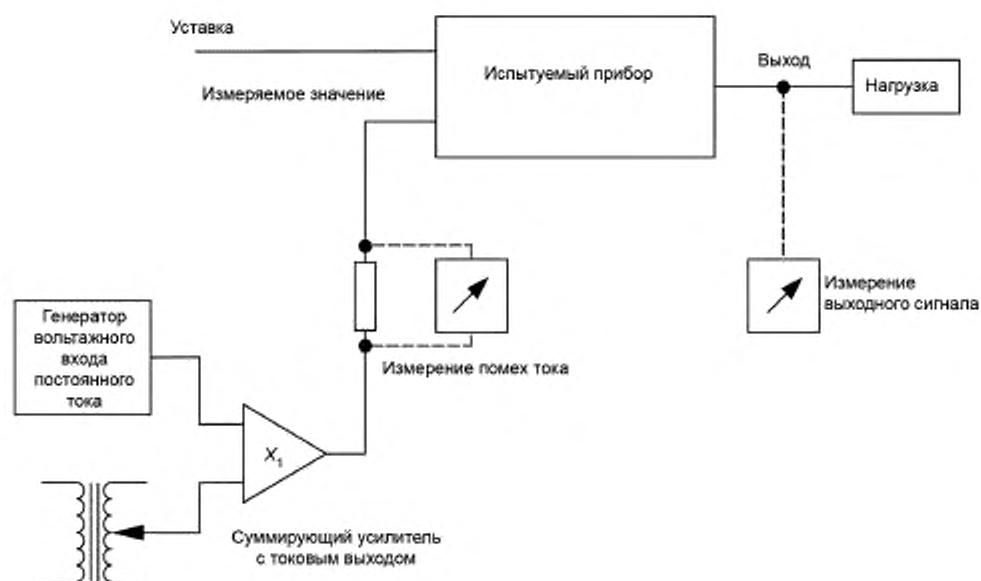 Уставка
Испытуемый прибор
Выход
Нагрузка
Измеряемое значение
Измерение
выходного сигнала
Генератор
вольтажного
входа
постоянного
тока
Измерение помех тока
X1
Суммирующий усилитель
с токовым выходом